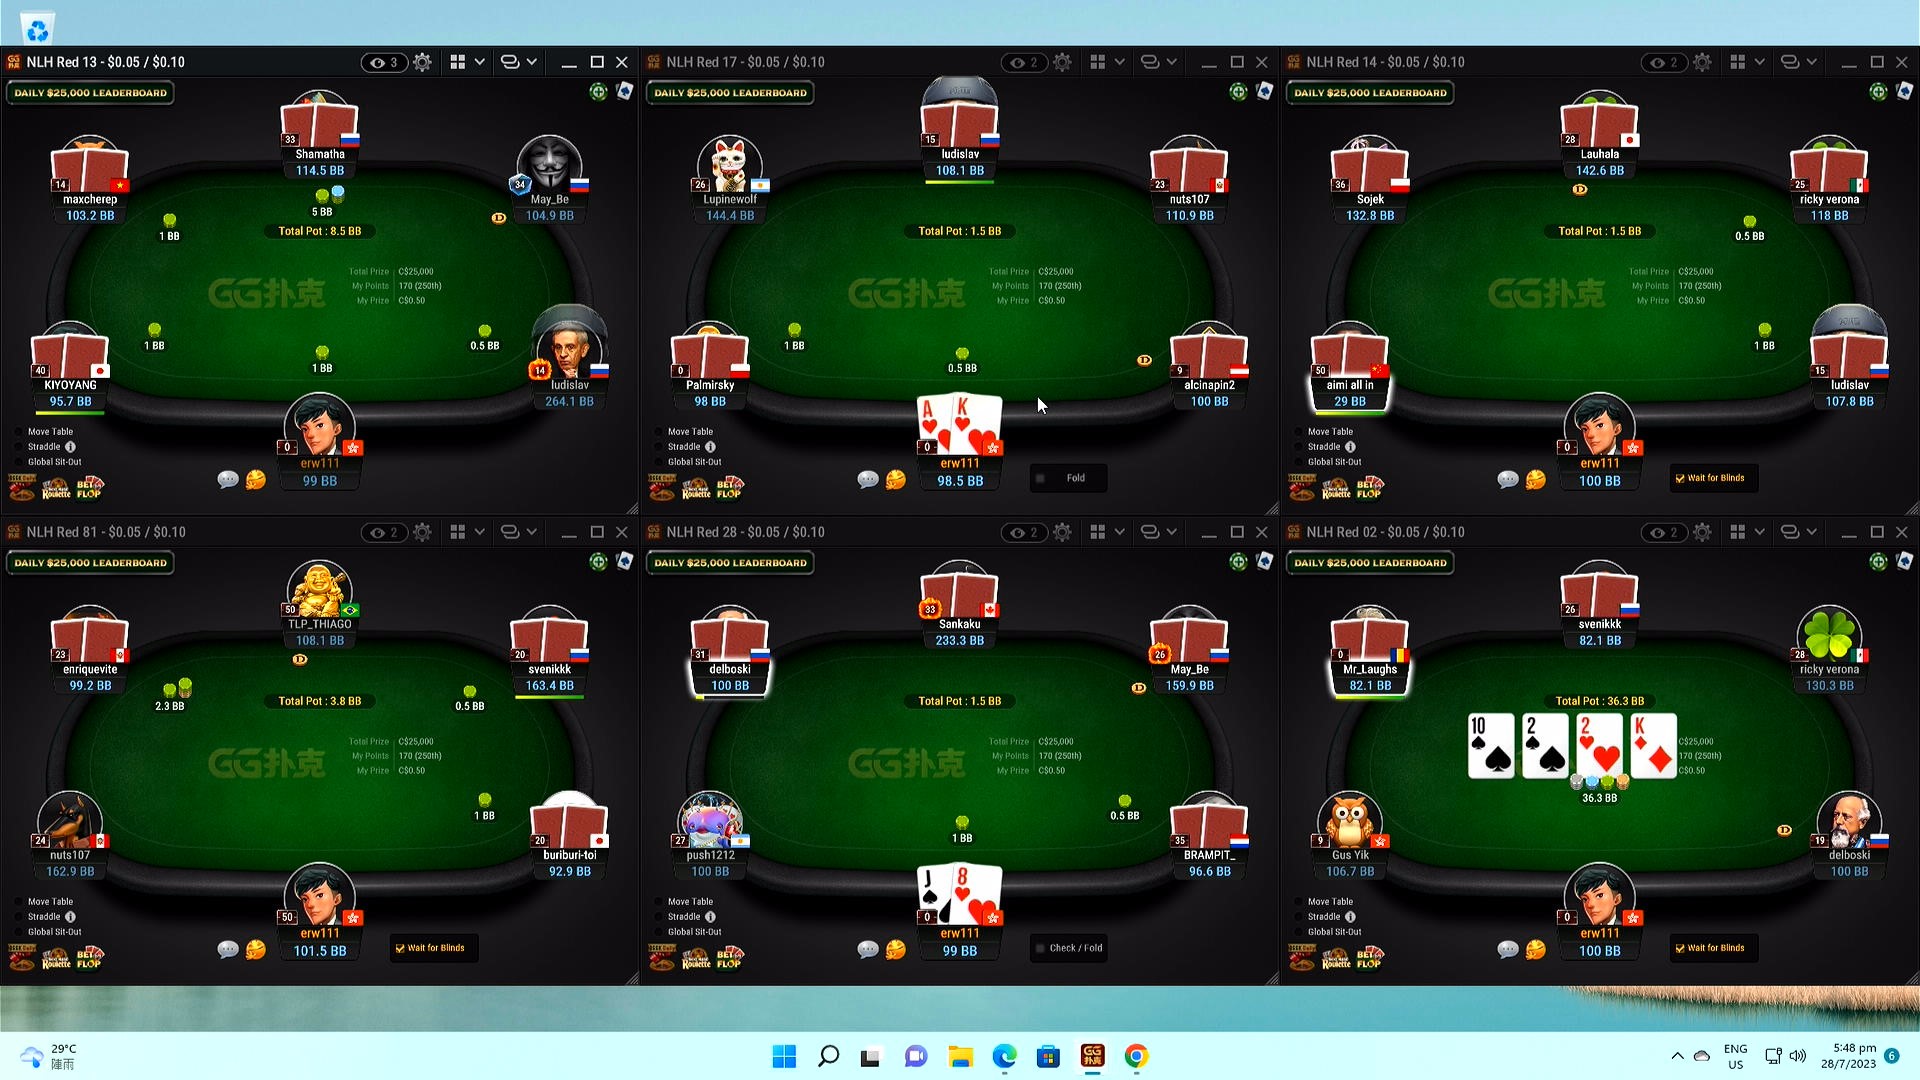 NLH Red 13 - $0.05 / $0.10
3
DAILY $25,000 LEADERBOARD
33
Shamatha
114.5 BB
14
maxcherep
103.2 BB
34
May_Be
104.9 BB
5 BB
D
1 BB
Total Pot : 8.5 BB
GG扑克
Total Prize C$25,000
My Points 170 (250th)
My Prize C$0.50
1 BB
1 BB
0.5 BB
40
KIYOYANG
95.7 BB
14
ludislav
264.1 BB
Move Table
Straddle
Global Sit-Out
0
erw111
99 BB
Roulette
BET FLOP
NLH Red 17 - $0.05 / $0.10
2
DAILY $25,000 LEADERBOARD
15
ludislav
108.1 BB
26
Lupinewolf
144.4 BB
23
nuts107
110.9 BB
Total Pot : 1.5 BB
GG扑克
Total Prize C$25,000
My Points 170 (250th)
My Prize C$0.50
1 BB
0.5 BB
D
0
Palmirsky
98 BB
9
alcinapin2
100 BB
A K
Move Table
Straddle
Global Sit-Out
0
erw111
98.5 BB
Fold
Roulette
BET FLOP
NLH Red 14 - $0.05 / $0.10
2
DAILY $25,000 LEADERBOARD
28
Lauhala
142.6 BB
36
Sojek
132.8 BB
25
ricky verona
118 BB
D
0.5 BB
Total Pot : 1.5 BB
GG扑克
Total Prize C$25,000
My Points 170 (250th)
My Prize C$0.50
1 BB
50
aimi all in
29 BB
15
ludislav
107.8 BB
Move Table
Straddle
Global Sit-Out
0
erw111
100 BB
Wait for Blinds
Roulette
BET FLOP
NLH Red 81 - $0.05 / $0.10
2
DAILY $25,000 LEADERBOARD
50
TLP_THIAGO
108.1 BB
23
enriquevite
99.2 BB
20
svenikkk
163.4 BB
D
2.3 BB
Total Pot : 3.8 BB
0.5 BB
GG扑克
Total Prize C$25,000
My Points 170 (250th)
My Prize C$0.50
1 BB
24
nuts107
162.9 BB
20
buriburi-toi
92.9 BB
Move Table
Straddle
Global Sit-Out
50
erw111
101.5 BB
Wait for Blinds
Roulette
BET FLOP
NLH Red 28 - $0.05 / $0.10
2
DAILY $25,000 LEADERBOARD
33
Sankaku
233.3 BB
31
delboski
100 BB
26
May_Be
159.9 BB
D
Total Pot : 1.5 BB
GG扑克
Total Prize C$25,000
My Points 170 (250th)
My Prize C$0.50
1 BB
0.5 BB
27
push1212
100 BB
35
BRAMPIT_
96.6 BB
J 8
Move Table
Straddle
Global Sit-Out
0
erw111
99 BB
Check / Fold
Roulette
BET FLOP
NLH Red 02 - $0.05 / $0.10
2
DAILY $25,000 LEADERBOARD
26
svenikkk
82.1 BB
0
Mr_Laughs
82.1 BB
28
ricky verona
130.3 BB
Total Pot : 36.3 BB
10 2 2 K
C$25,000
170 (250th)
C$0.50
36.3 BB
D
9
Gus Yik
106.7 BB
19
delboski
100 BB
Move Table
Straddle
Global Sit-Out
0
erw111
100 BB
Wait for Blinds
Roulette
BET FLOP
29°C
陣雨
GG扑克
ENG
US
5:48 pm
28/7/2023
6